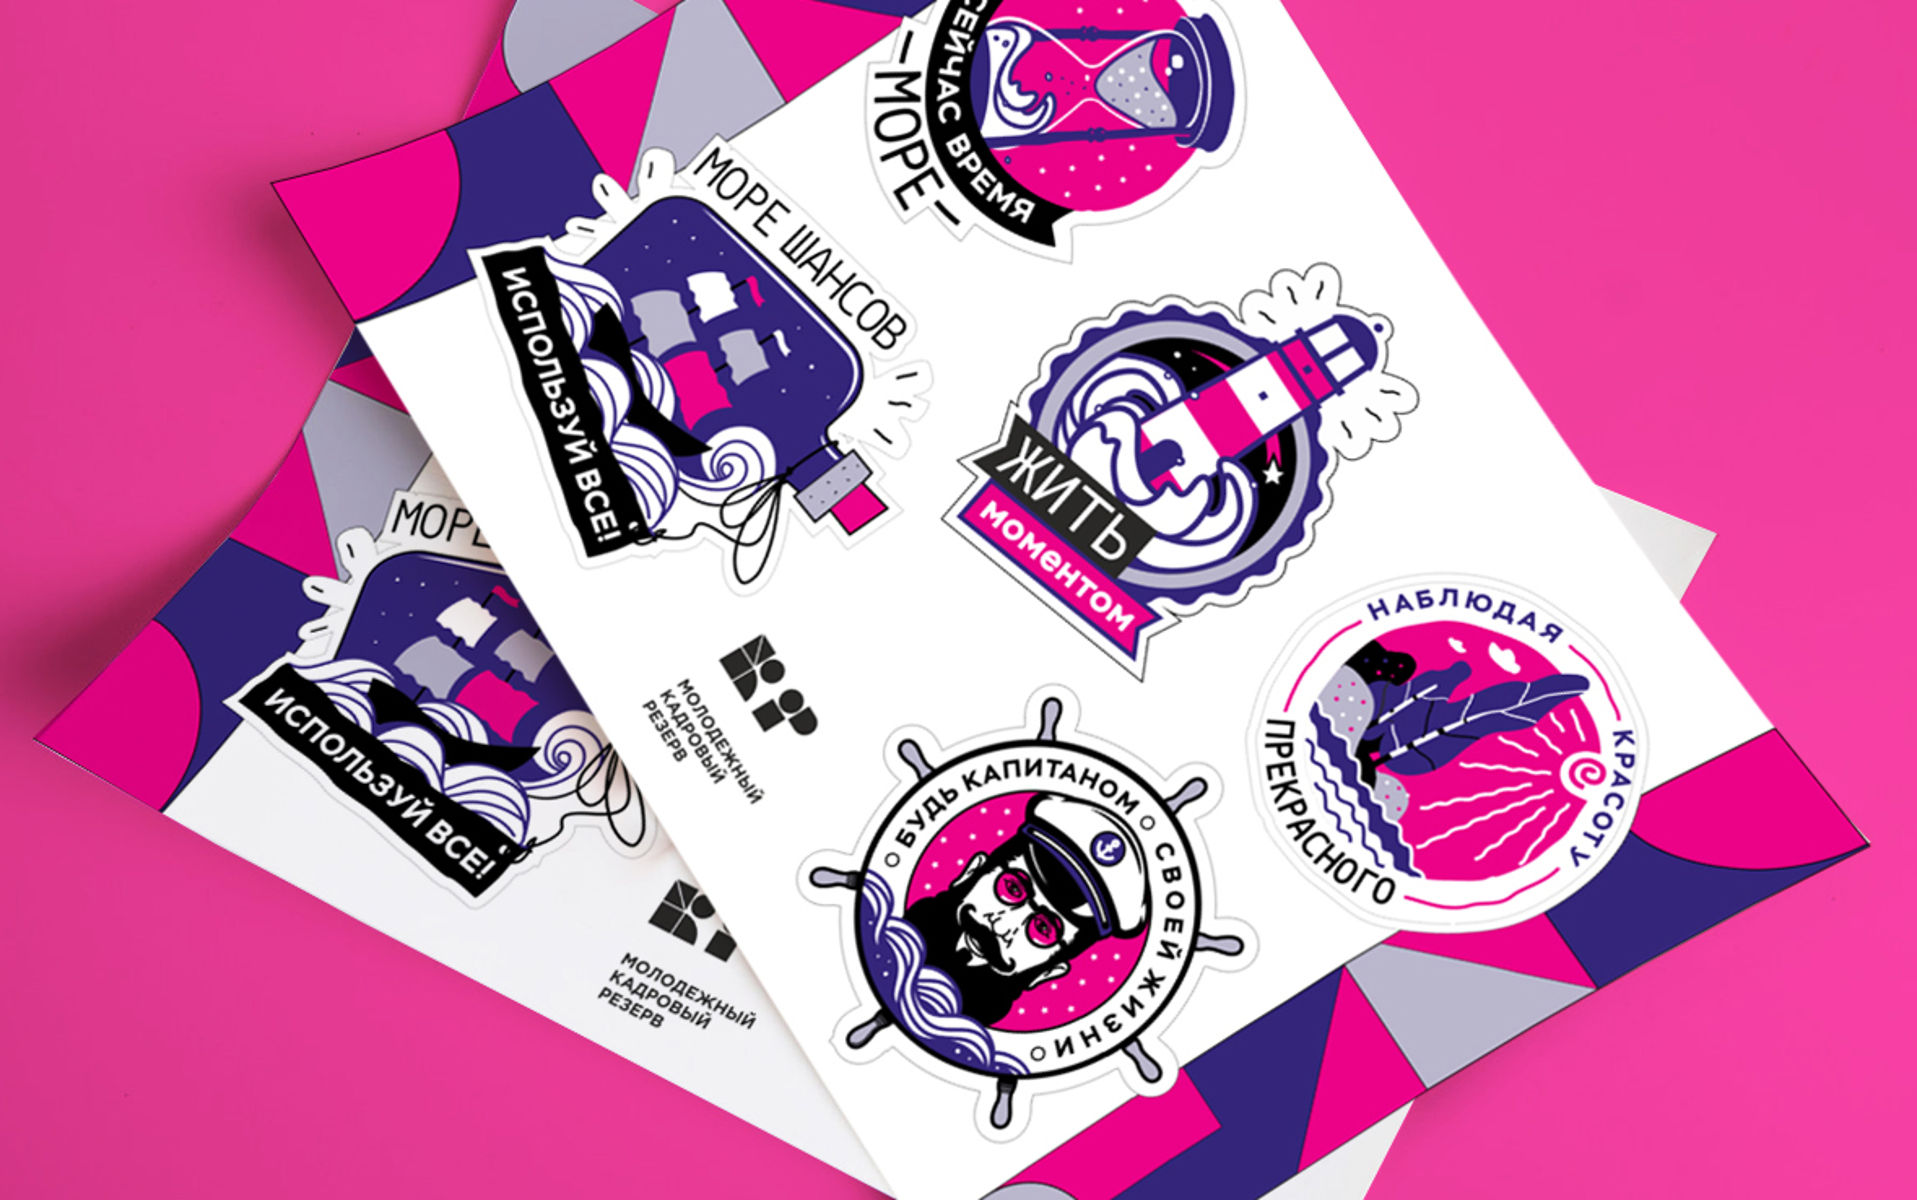 СЕЙЧАС ВРЕМЯ
МОРЕ
МОРЕ ШАНСОВ
ИСПОЛЬЗУЙ ВСЕ!
ЖИТЬ
моментом
НАБЛЮДАЯ
КРАСОТУ
ПРЕКРАСНОГО
БУДЬ КАПИТАНОМ
СВОЕЙ ЖИЗНИ
МОЛОДЕЖНЫЙ
КАДРОВЫЙ
РЕЗЕРВ
МОРЕ
ИСПОЛЬЗУЙ ВСЕ!
МОЛОДЕЖНЫЙ
КАДРОВЫЙ
РЕЗЕРВ